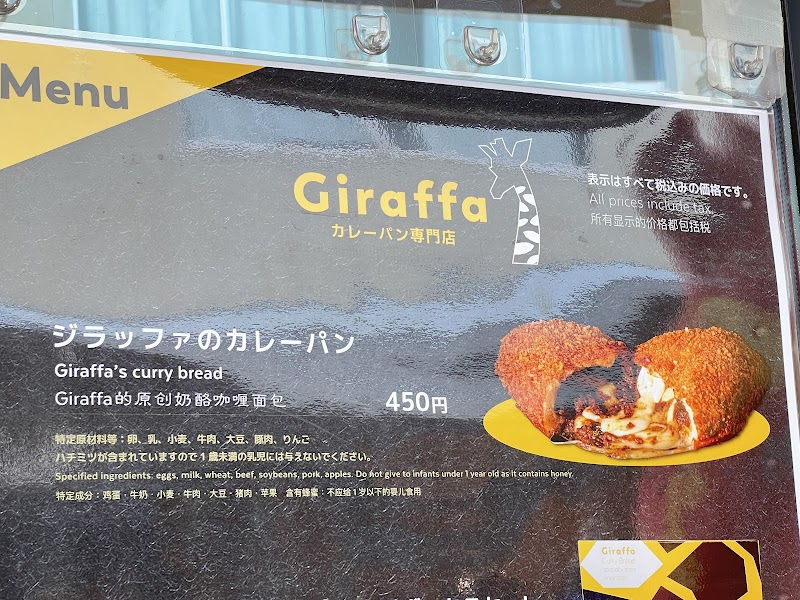 Menu
Giraffa
カレーパン専門店
表示はすべて税込みの価格です。
All prices include tax.
所有显示的价格都包括税
ジラッファのカレーパン
Giraffa's curry bread
Giraffa的原创奶酪咖喱面包
450円
特定原材料等：卵、乳、小麦、牛肉、大豆、豚肉、りんご
ハチミツが含まれていますので1歳未満の乳児には与えないでください。
Specified ingredients: eggs, milk, wheat, beef, soybeans, pork, apples. Do not give to infants under 1 year old as it contains honey.
特定成分：鸡蛋・牛奶・小麦・牛肉・大豆・猪肉・苹果 含有蜂蜜：不应给1岁以下的婴儿食用
Giraffa